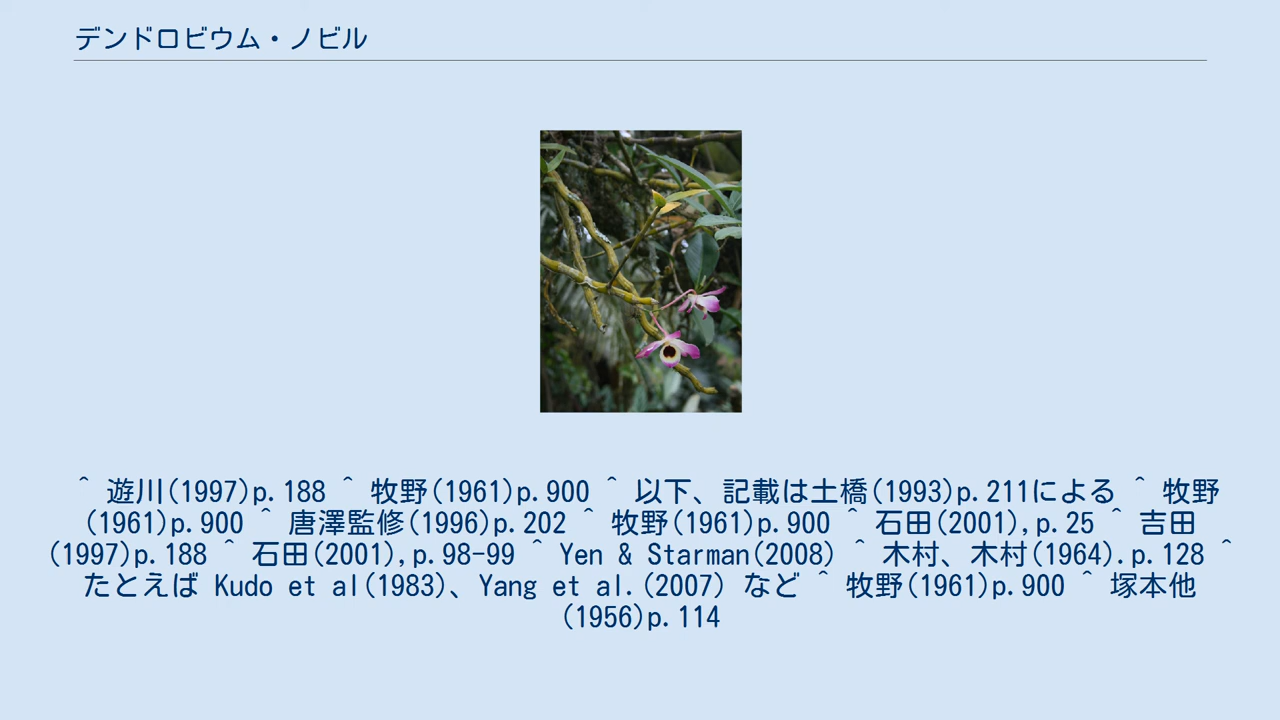 デンドロビウム・ノビル
^ 遊川(1997)p.188 ^ 牧野(1961)p.900 ^ 以下、記載は土橋(1993)p.211による ^ 牧野
(1961)p.900 ^ 唐澤監修(1996)p.202 ^ 牧野(1961)p.900 ^ 石田(2001),p.25 ^ 吉田
(1997)p.188 ^ 石田(2001),p.98-99 ^ Yen & Starman(2008) ^ 木村、木村(1964).p.128 ^
たとえば Kudo et al(1983)、Yang et al.(2007) など ^ 牧野(1961)p.900 ^ 塚本他
(1956)p.114